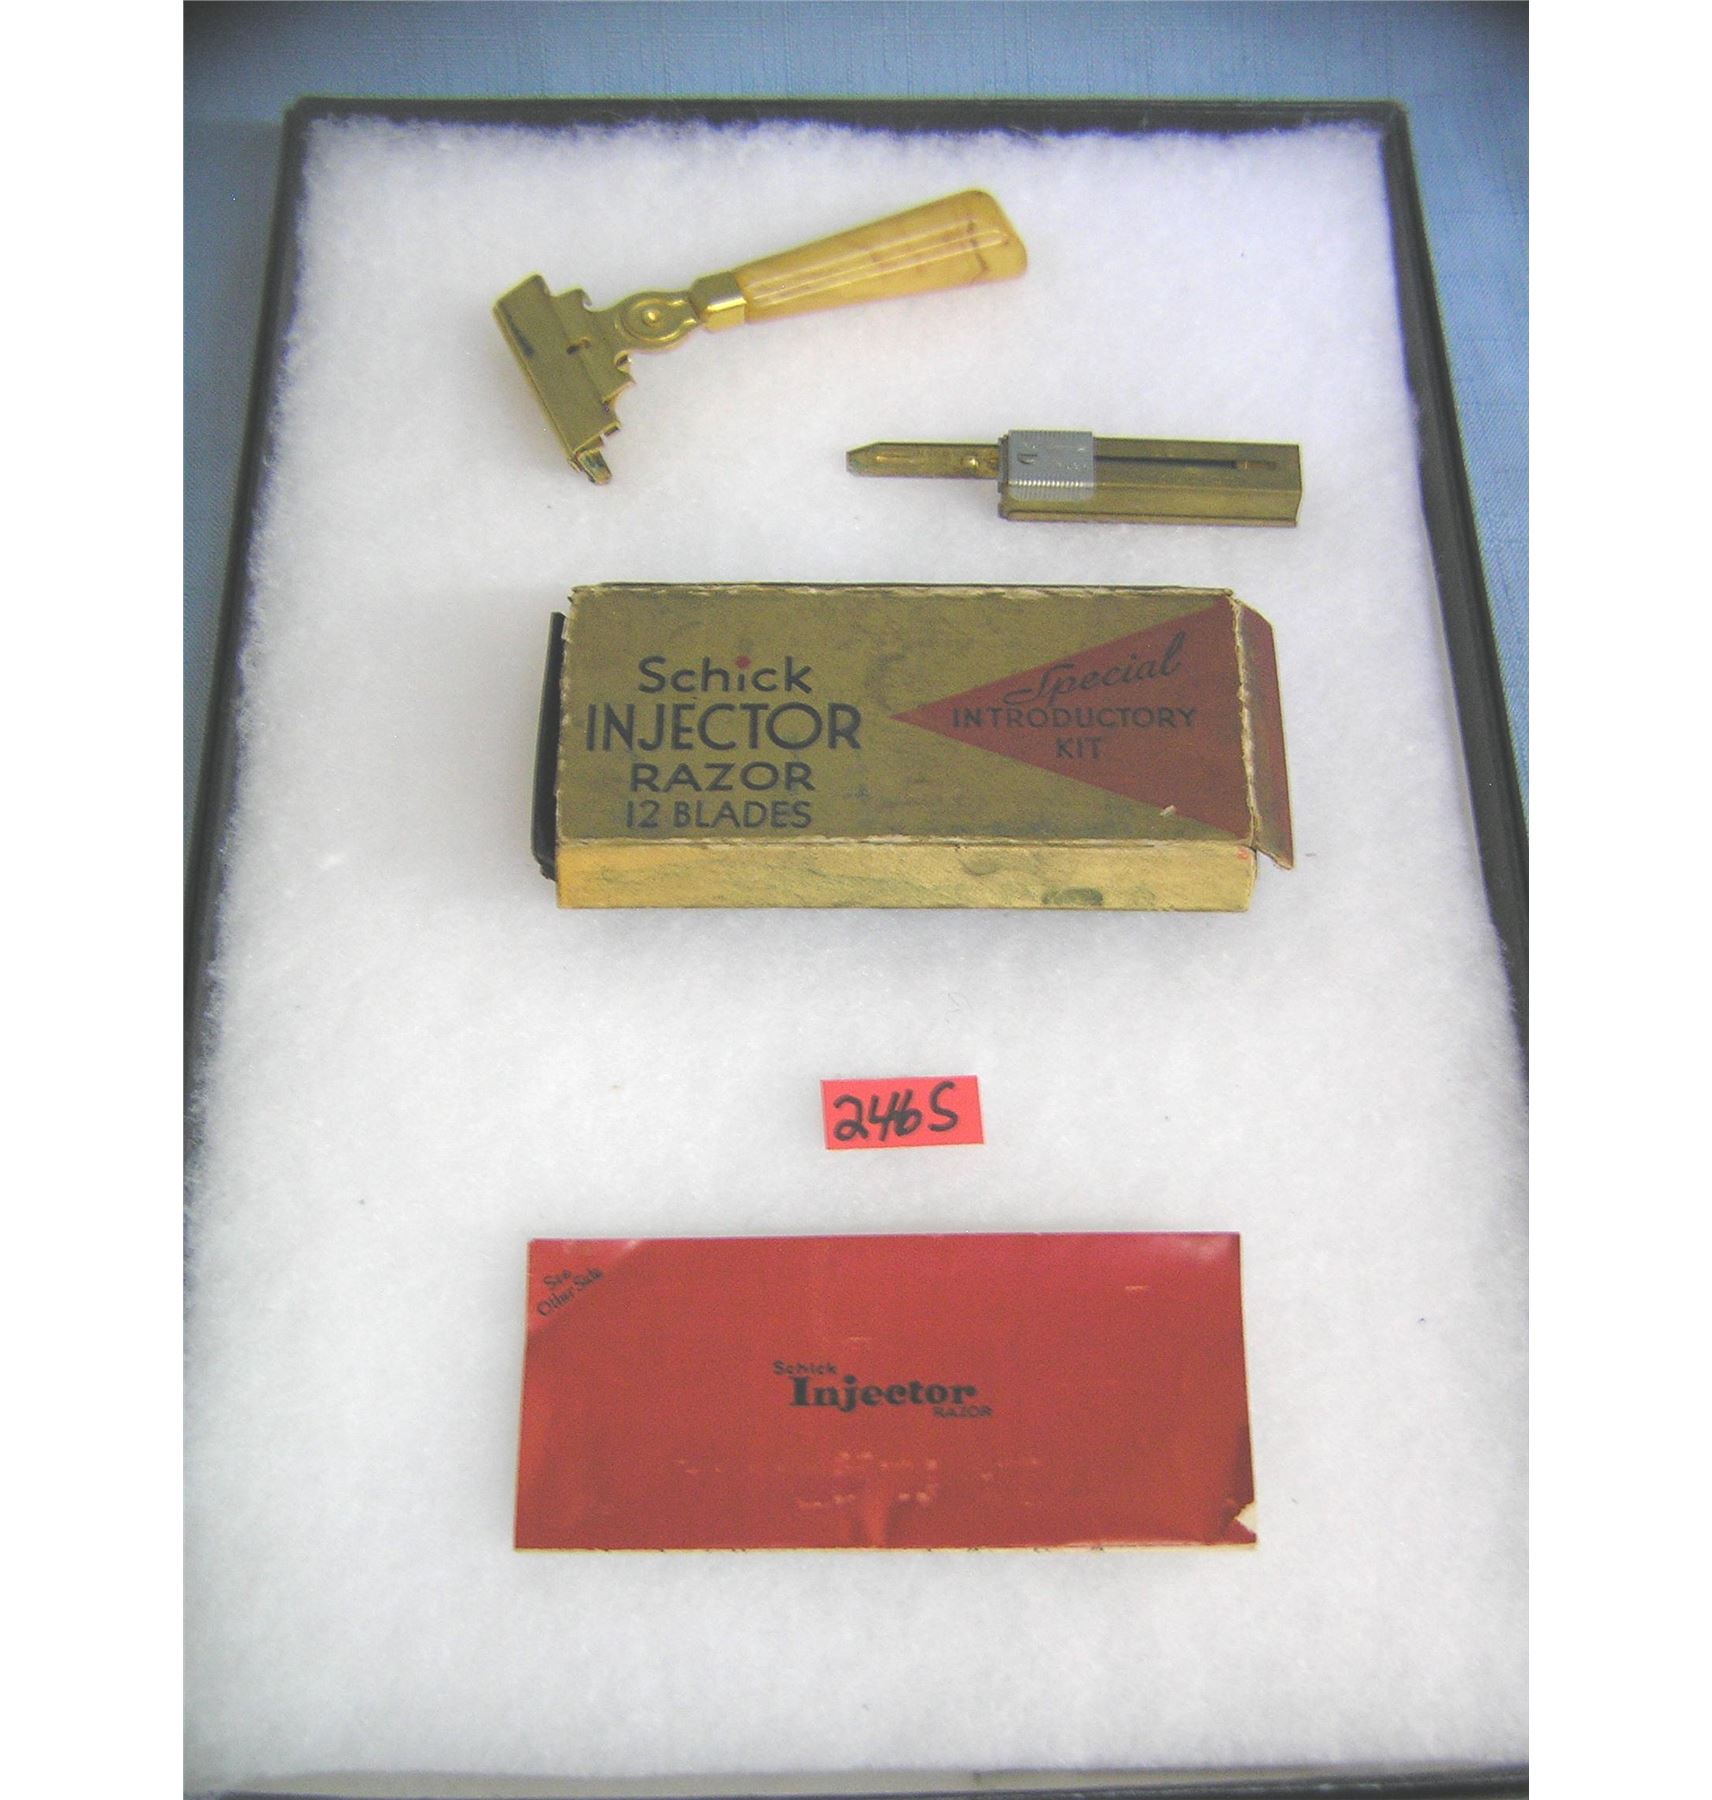 Schick
INJECTOR
RAZOR
12 BLADES
Special
INTRODUCTORY
KIT
246S
See
Other Side
Schick
Injector
RAZOR